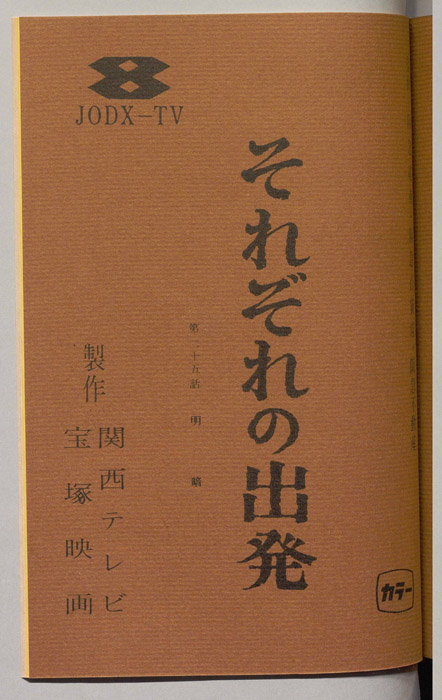 JODX-TV
それぞれの出発
第二十五話 明暗
製作
関西テレビ
宝塚映画
カラー